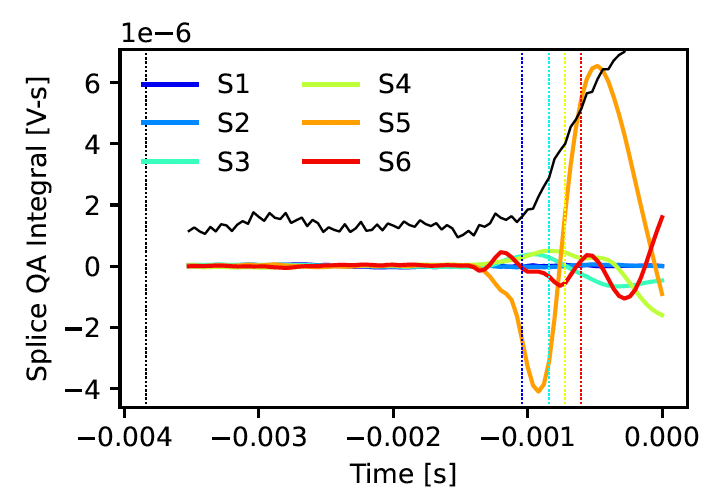 1e−6
Splice QA Integral [V-s]
6
4
2
0
−2
−4
S1
S2
S3
S4
S5
S6
−0.004
−0.003
−0.002
−0.001
0.000
Time [s]